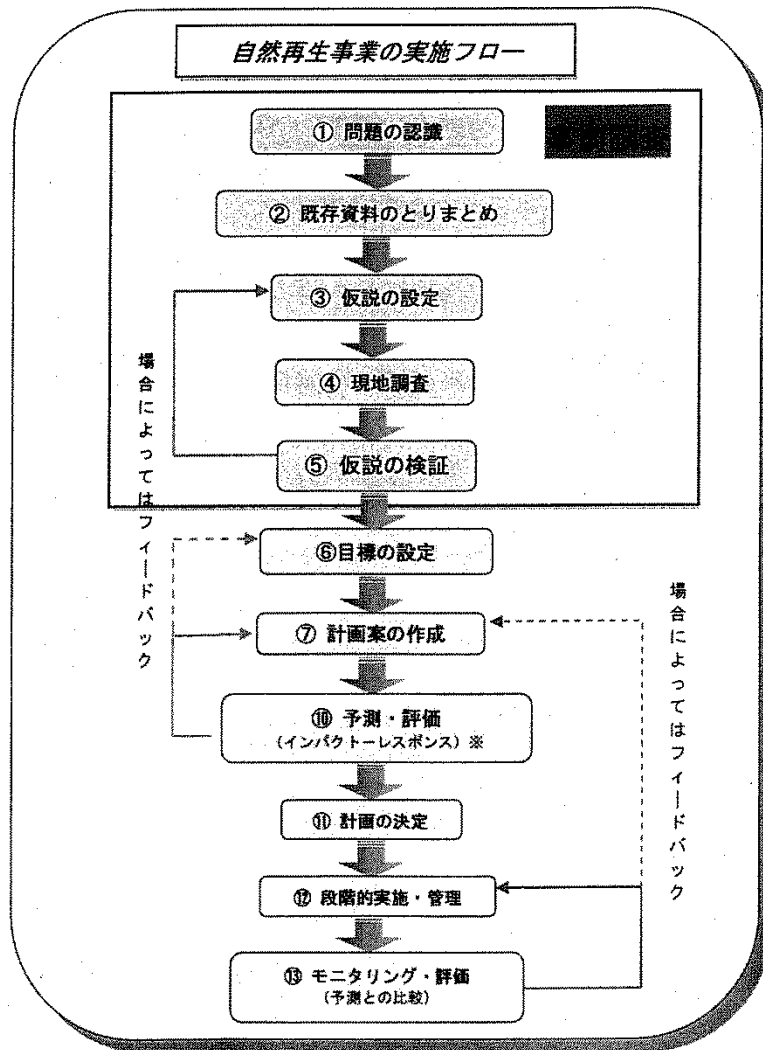 自然再生事業の実施フロー
① 問題の認識
② 既存資料のとりまとめ
③ 仮説の設定
④ 現地調査
⑤ 仮説の検証
場合によってはフィードバック
⑥目標の設定
⑦ 計画案の作成
⑩ 予測・評価
(インパクトーレスポンス)※
⑪ 計画の決定
⑫ 段階的実施・管理
⑬ モニタリング・評価
(予測との比較)
場合によってはフィードバック